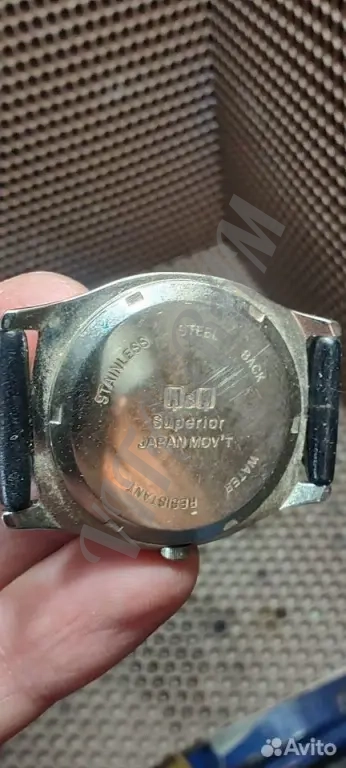 STAINLESS STEEL BACK
Superior
JAPAN MOV'T
WATER RESISTANT
Avito